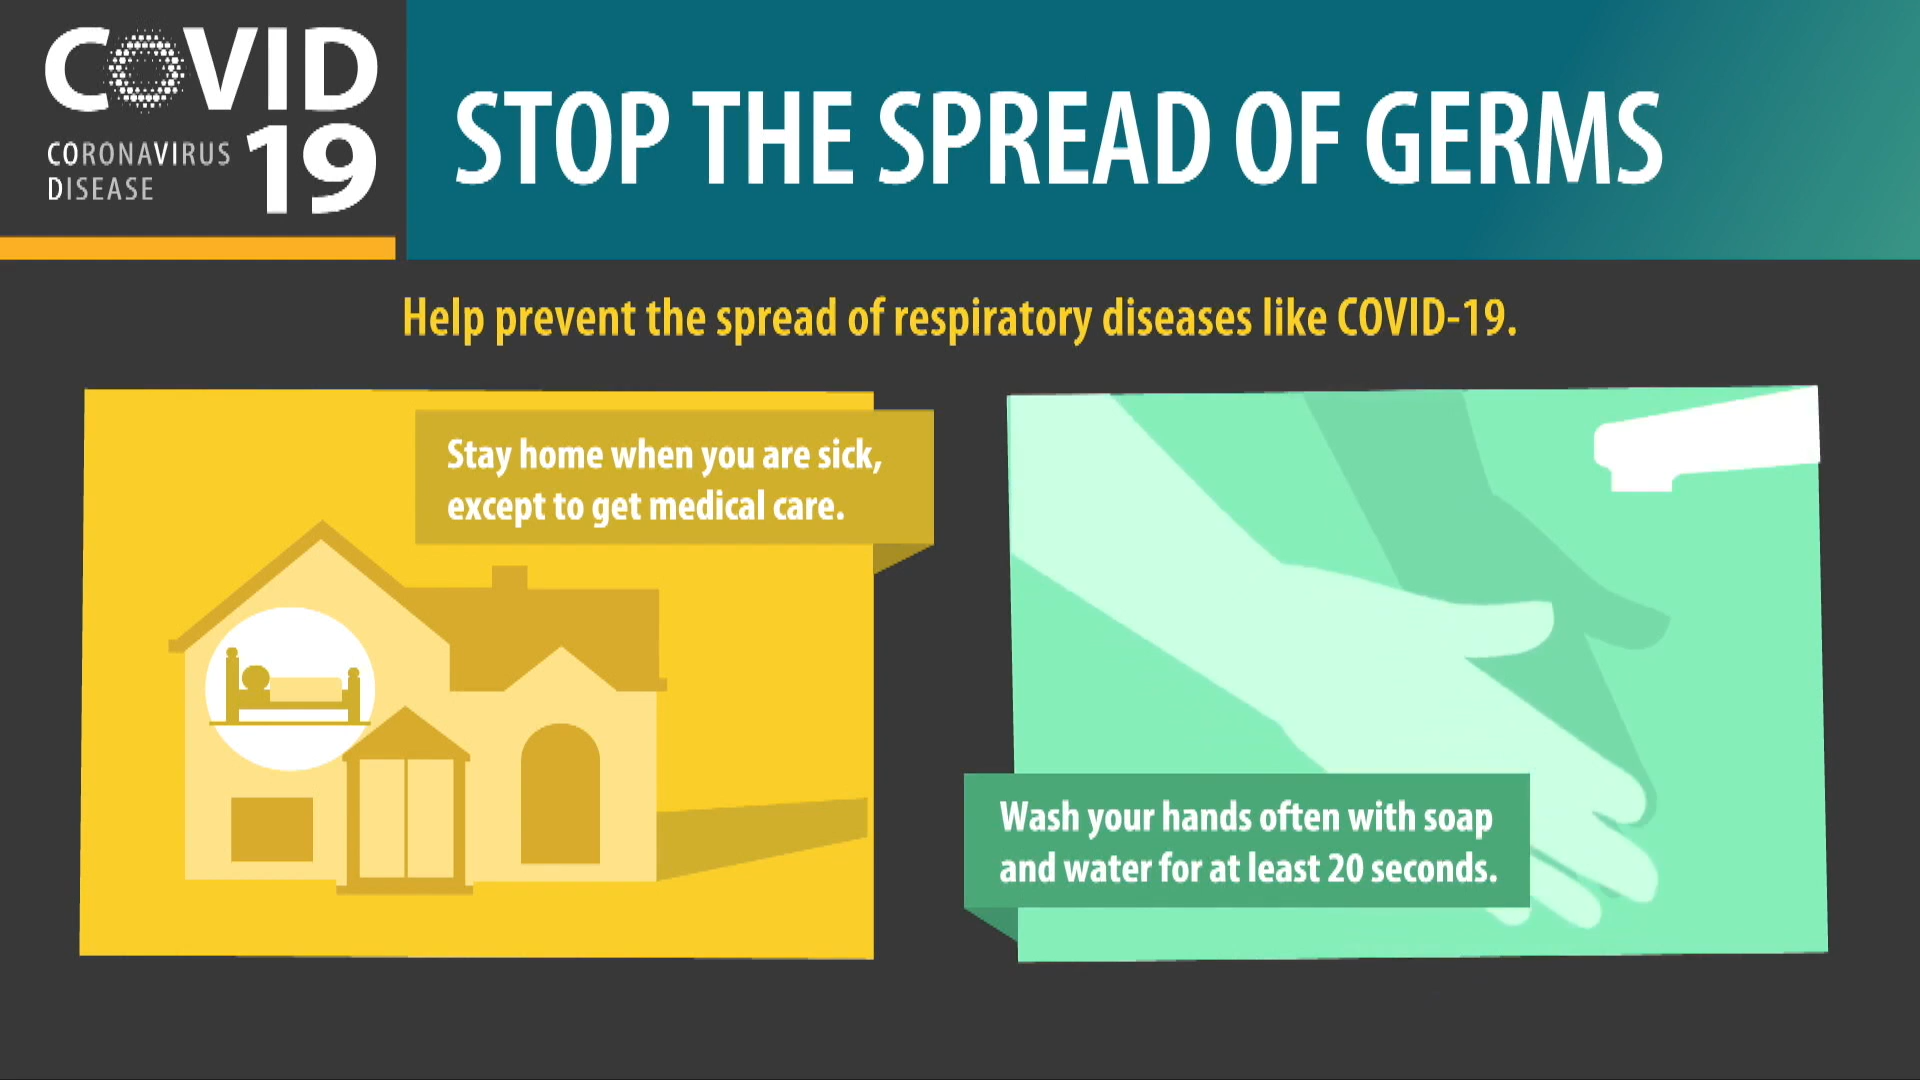 COVID
CORONAVIRUS
DISEASE
19
STOP THE SPREAD OF GERMS
Help prevent the spread of respiratory diseases like COVID-19.
Stay home when you are sick,
except to get medical care.
Wash your hands often with soap
and water for at least 20 seconds.